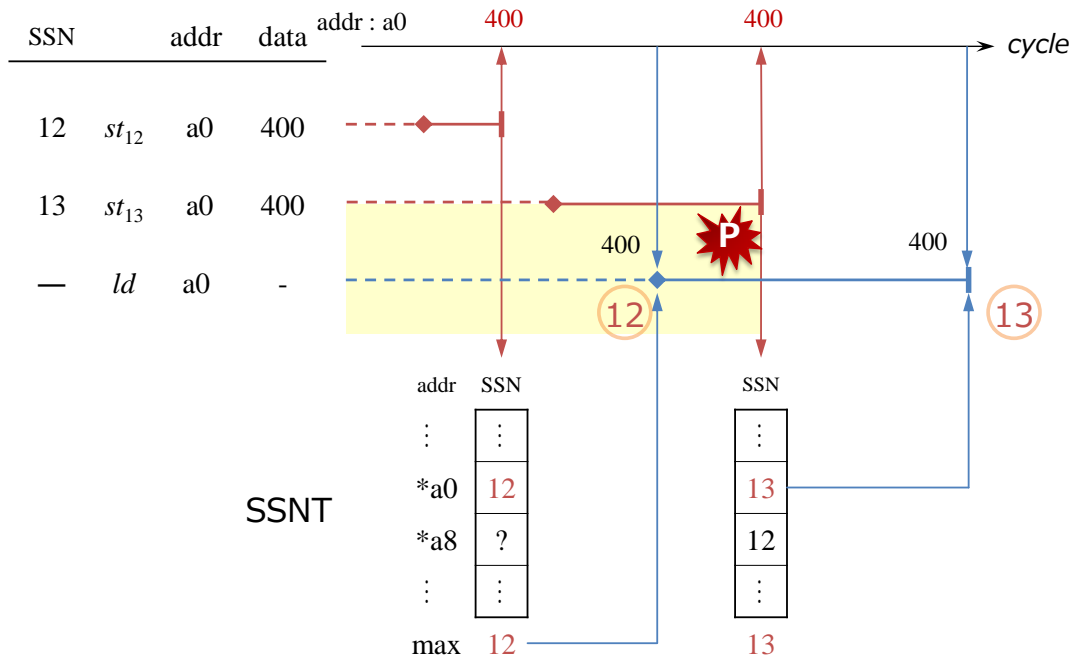 SSN addr data
12 st12 a0 400
13 st13 a0 400
— ld a0 -
addr : a0 400 400
cycle
P
400 400
12 13
addr SSN SSN
⋮ ⋮ ⋮
*a0 12 13
SSNT
*a8 ? 12
⋮ ⋮ ⋮
max 12 13